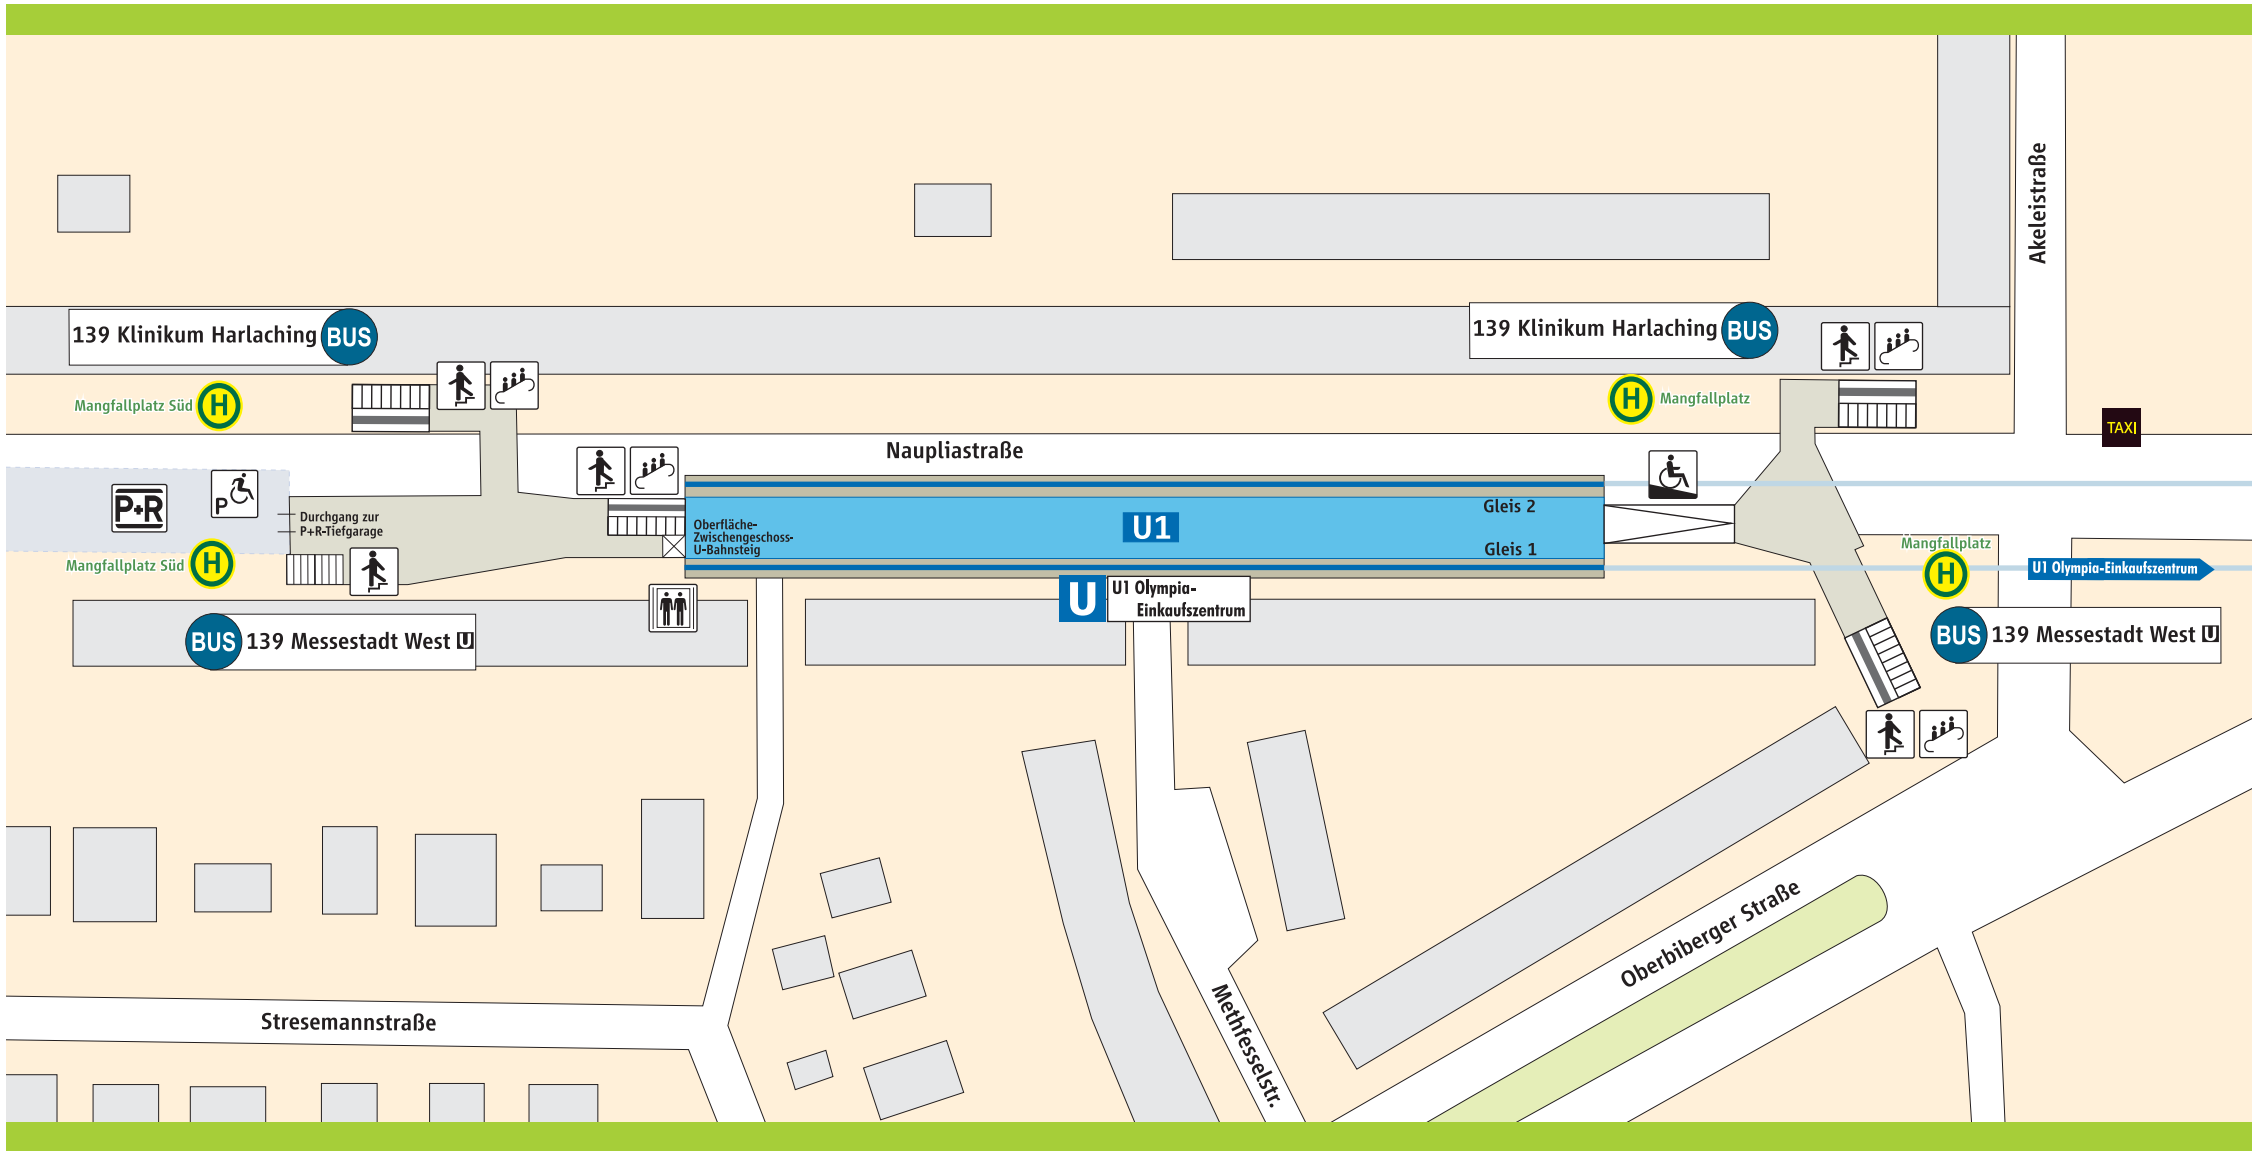 Akeleistraße
139 Klinikum Harlaching BUS
139 Klinikum Harlaching BUS
Mangfallplatz Süd H
H Mangfallplatz
TAXI
Naupliastraße
P+R
P
Durchgang zur
P+R-Tiefgarage
Oberfläche-
Zwischengeschoss-
U-Bahnsteig
U1
Gleis 2
Gleis 1
Mangfallplatz Süd H
Mangfallplatz
H
U1 Olympia-Einkaufszentrum
U U1 Olympia-
Einkaufszentrum
BUS 139 Messestadt West U
BUS 139 Messestadt West U
Oberbiberger Straße
Stresemannstraße
Methfesselstr.